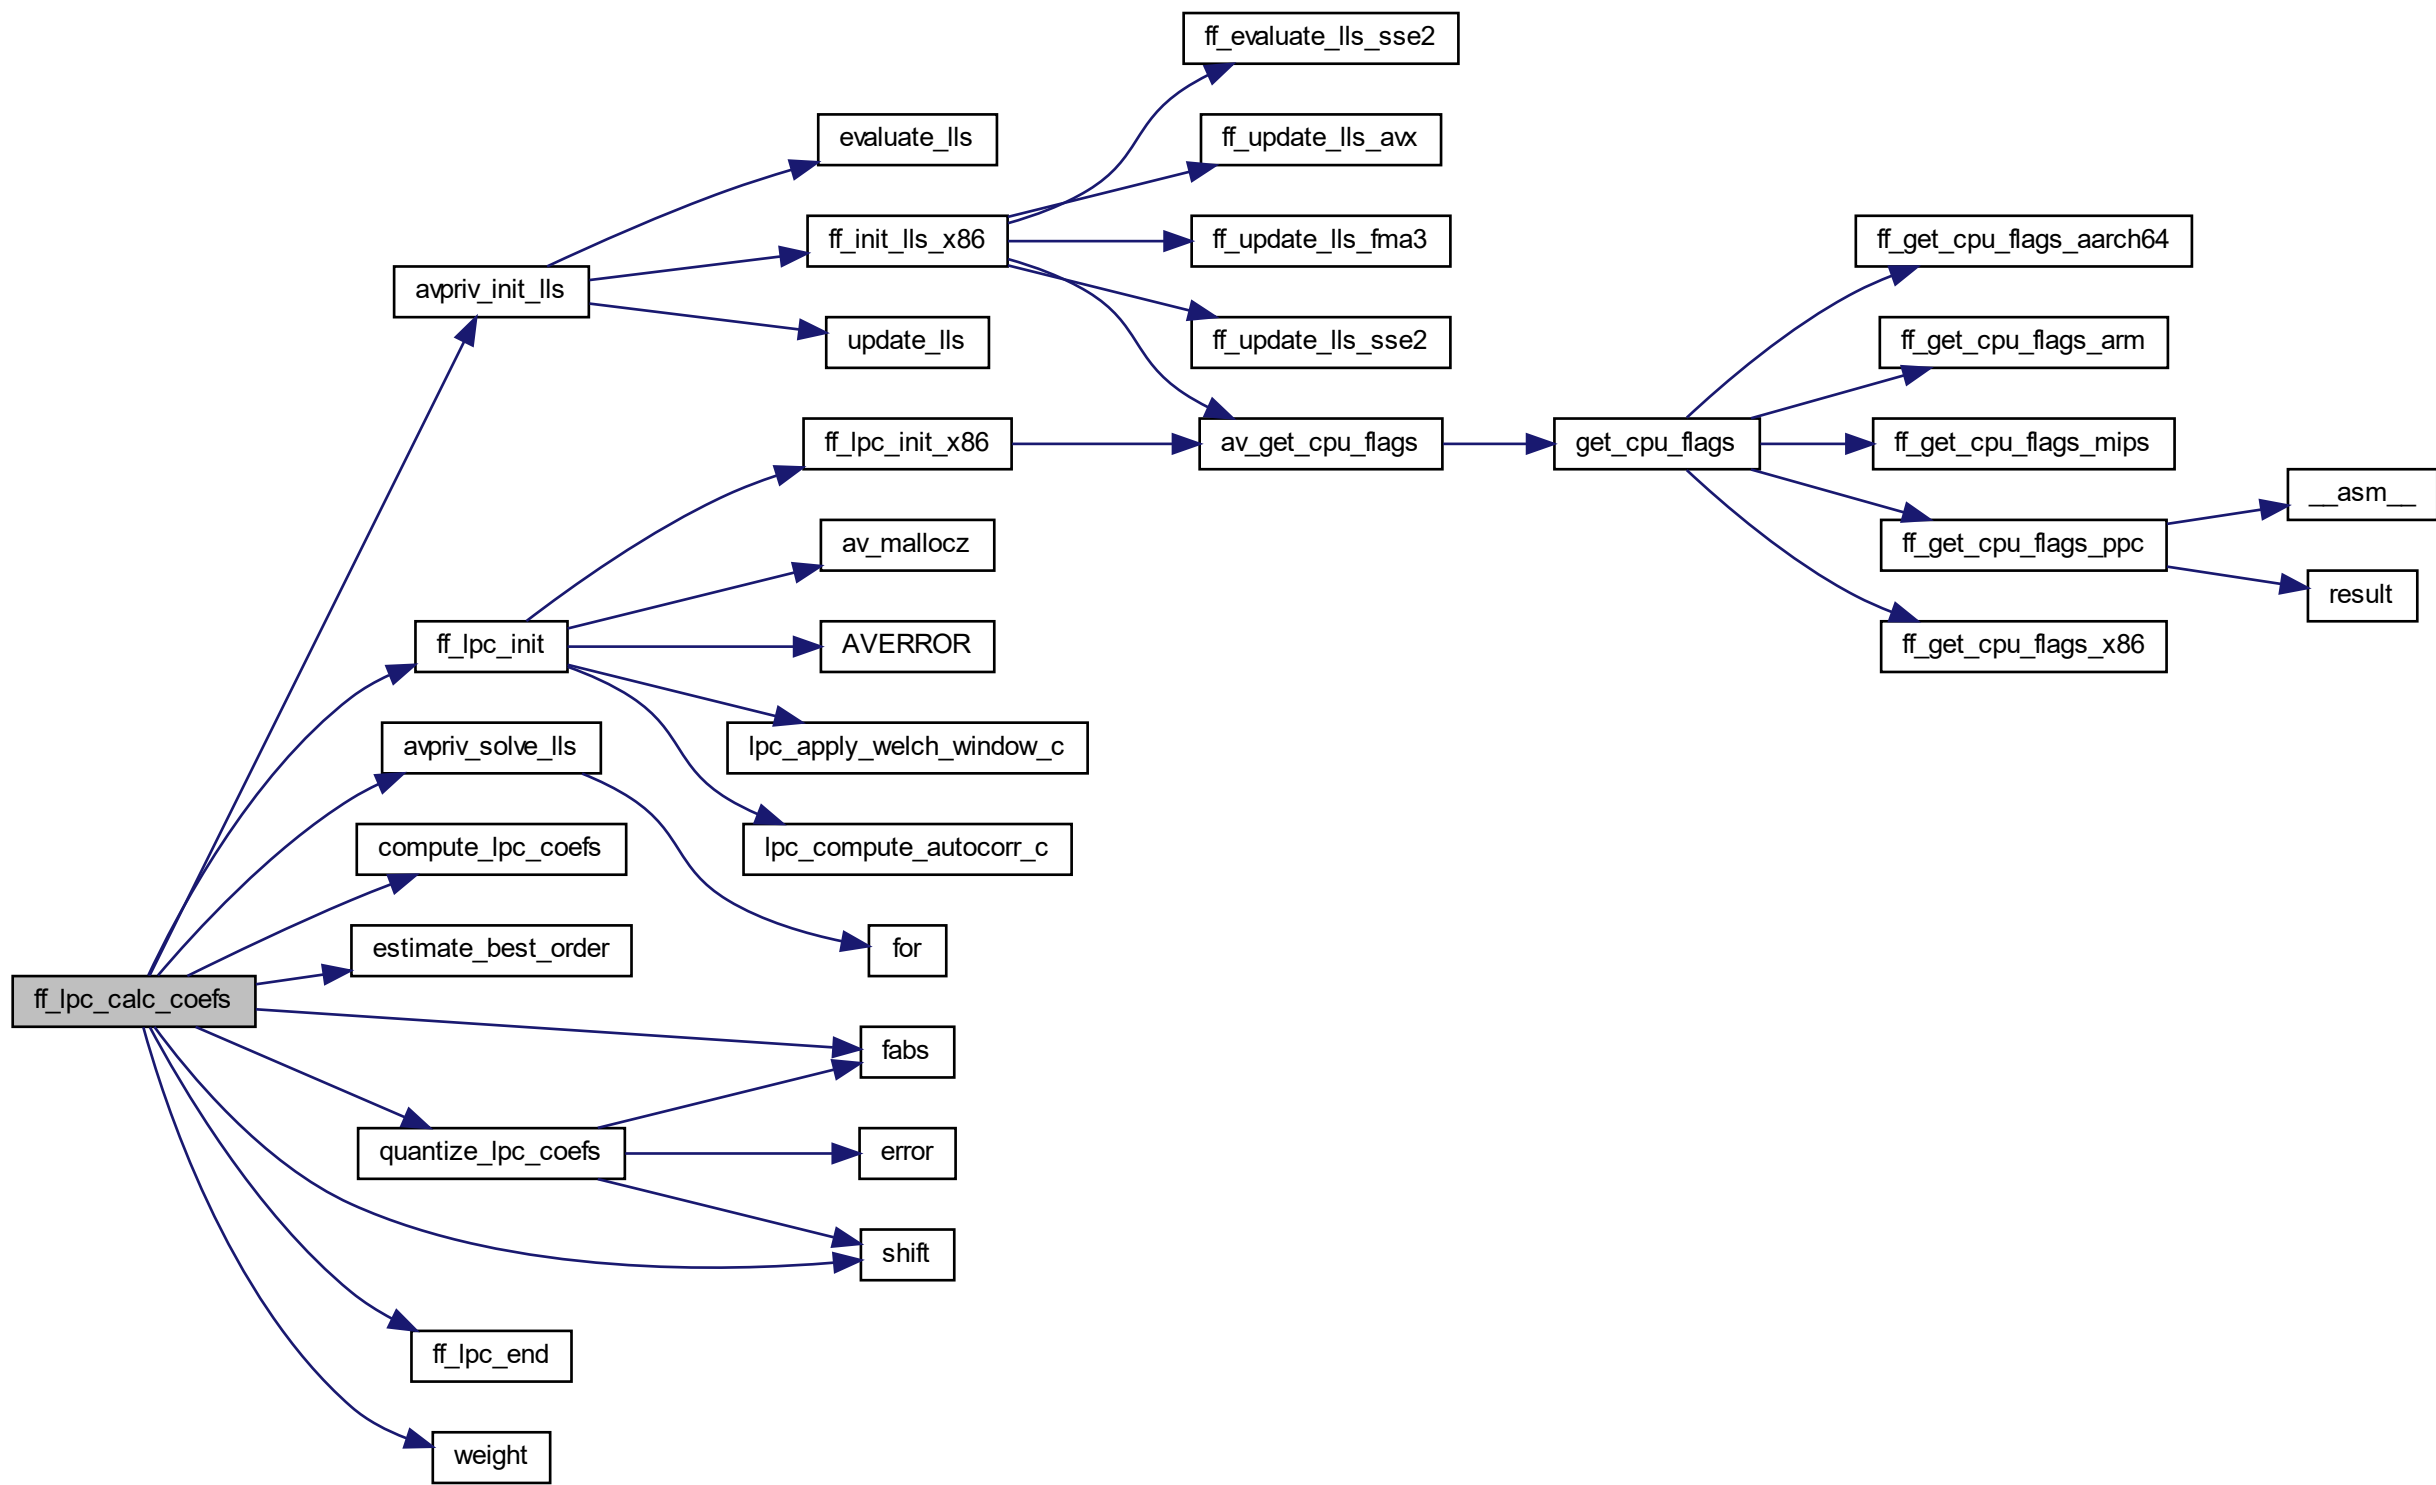 ff_evaluate_lls_sse2
evaluate_lls
ff_update_lls_avx
ff_init_lls_x86
ff_update_lls_fma3
ff_get_cpu_flags_aarch64
avpriv_init_lls
update_lls
ff_update_lls_sse2
ff_get_cpu_flags_arm
ff_lpc_init_x86
av_get_cpu_flags
get_cpu_flags
ff_get_cpu_flags_mips
__asm__
av_mallocz
ff_get_cpu_flags_ppc
result
ff_lpc_init
AVERROR
ff_get_cpu_flags_x86
avpriv_solve_lls
lpc_apply_welch_window_c
compute_lpc_coefs
lpc_compute_autocorr_c
estimate_best_order
for
ff_lpc_calc_coefs
fabs
quantize_lpc_coefs
error
shift
ff_lpc_end
weight